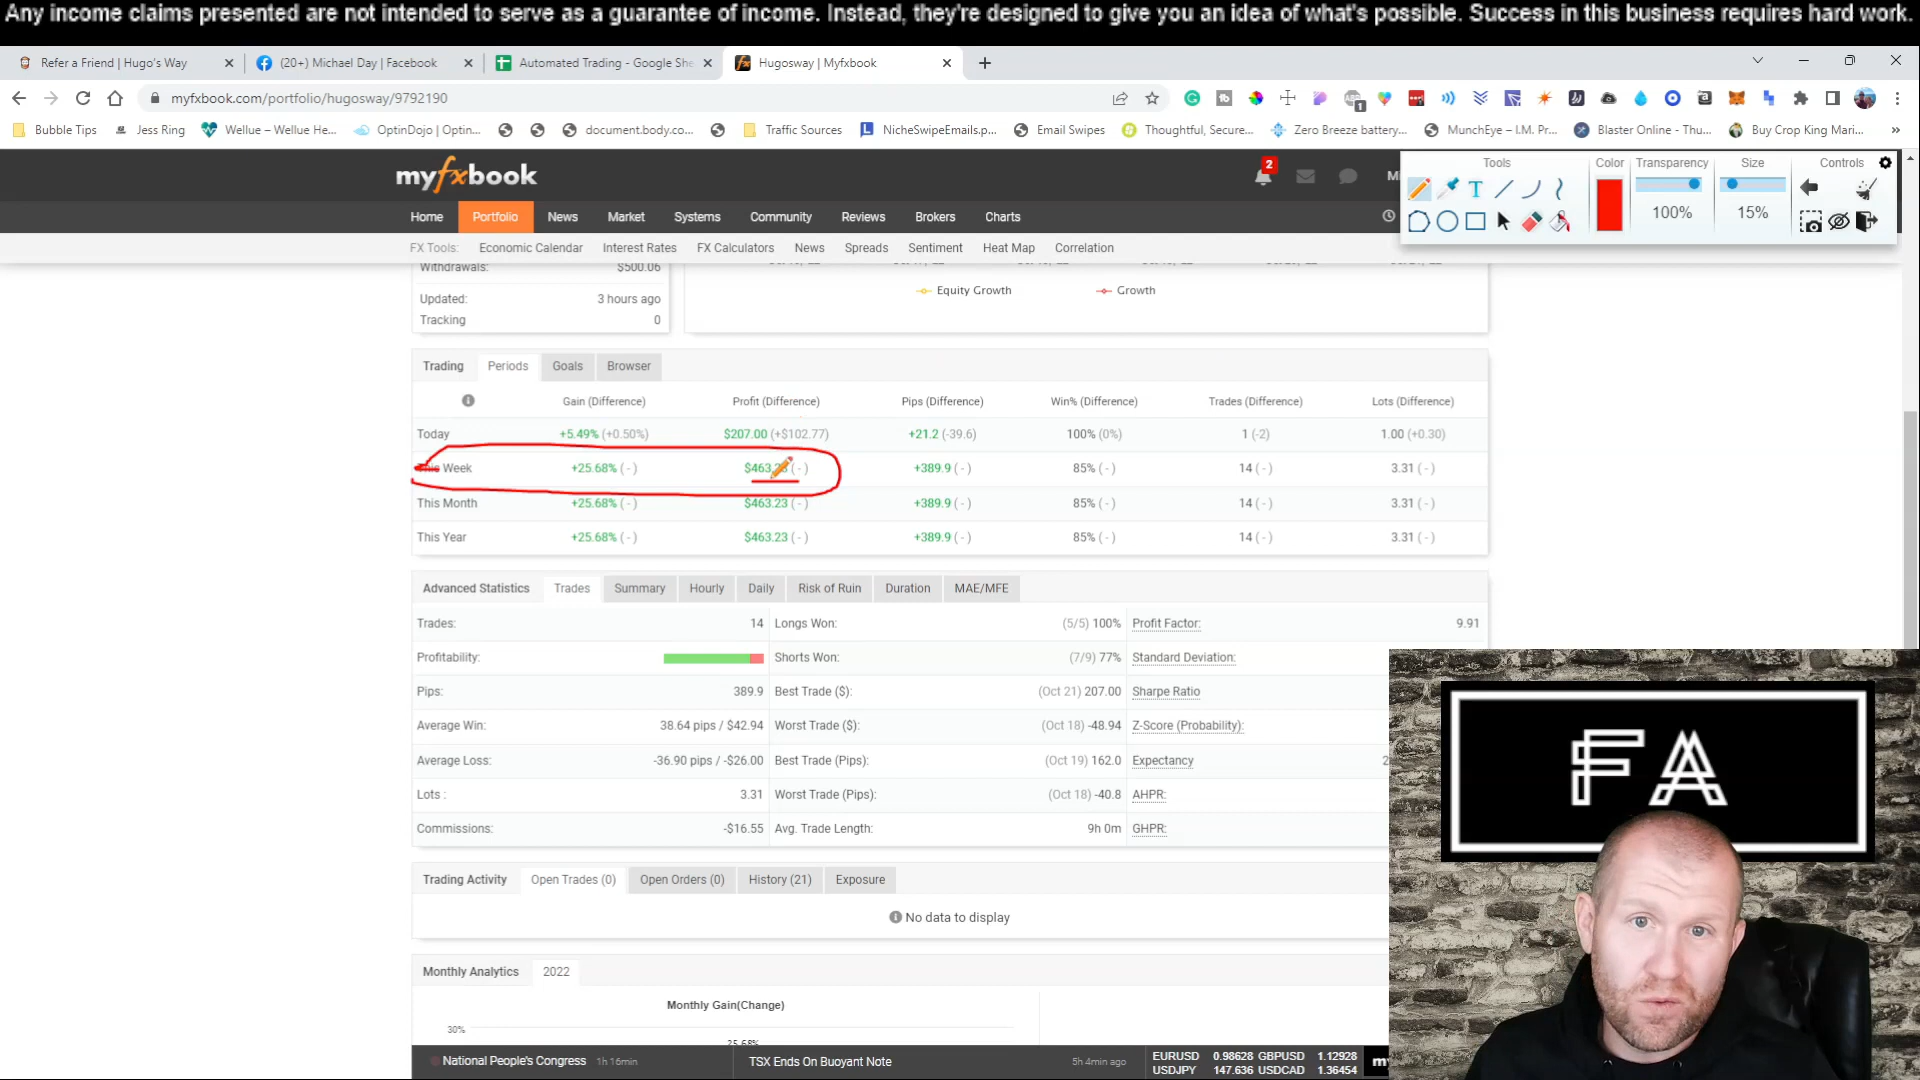 Any income claims presented are not intended to serve as a guarantee of income. Instead, they're designed to give you an idea of what's possible. Success in this business requires hard work.
Refer a Friend | Hugo's Way
(20+) Michael Day | Facebook
Automated Trading - Google She
Hugosway | Myfxbook
myfxbook.com/portfolio/hugosway/9792190
Bubble Tips
Jess Ring
Wellue – Wellue He...
OptinDojo | Optin...
document.body.co...
Traffic Sources
NicheSwipeEmails.p...
Email Swipes
Thoughtful, Secure...
Zero Breeze battery...
MunchEye – I.M. Pr...
Blaster Online - Thu...
Buy Crop King Mari...
myfxbook
2
Home Portfolio News Market Systems Community Reviews Brokers Charts
FX Tools: Economic Calendar Interest Rates FX Calculators News Spreads Sentiment Heat Map Correlation
Tools Color Transparency Size Controls
100% 15%
Withdrawals: $500.06
Updated: 3 hours ago
Tracking 0
Equity Growth Growth
Trading Periods Goals Browser
Gain (Difference) Profit (Difference) Pips (Difference) Win% (Difference) Trades (Difference) Lots (Difference)
Today +5.49% (+0.50%) $207.00 (+$102.77) +21.2 (-39.6) 100% (0%) 1 (-2) 1.00 (+0.30)
This Week +25.68% ( - ) $463.23 ( - ) +389.9 ( - ) 85% ( - ) 14 ( - ) 3.31 ( - )
This Month +25.68% ( - ) $463.23 ( - ) +389.9 ( - ) 85% ( - ) 14 ( - ) 3.31 ( - )
This Year +25.68% ( - ) $463.23 ( - ) +389.9 ( - ) 85% ( - ) 14 ( - ) 3.31 ( - )
Advanced Statistics Trades Summary Hourly Daily Risk of Ruin Duration MAE/MFE
Trades: 14 Longs Won: (5/5) 100% Profit Factor: 9.91
Profitability: Shorts Won: (7/9) 77% Standard Deviation:
Pips: 389.9 Best Trade ($): (Oct 21) 207.00 Sharpe Ratio
Average Win: 38.64 pips / $42.94 Worst Trade ($): (Oct 18) -48.94 Z-Score (Probability):
Average Loss: -36.90 pips / -$26.00 Best Trade (Pips): (Oct 19) 162.0 Expectancy 2
Lots : 3.31 Worst Trade (Pips): (Oct 18) -40.8 AHPR:
Commissions: -$16.55 Avg. Trade Length: 9h 0m GHPR:
Trading Activity Open Trades (0) Open Orders (0) History (21) Exposure
No data to display
Monthly Analytics 2022
Monthly Gain(Change)
30%
25.68%
National People's Congress 1h 16min
TSX Ends On Buoyant Note 5h 4min ago
EURUSD 0.98628 GBPUSD 1.12928
USDJPY 147.636 USDCAD 1.36454
my
FA